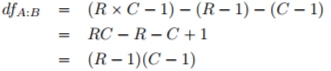 df_{A:B} = (R × C − 1) − (R − 1) − (C − 1)
= RC − R − C + 1
= (R − 1)(C − 1)